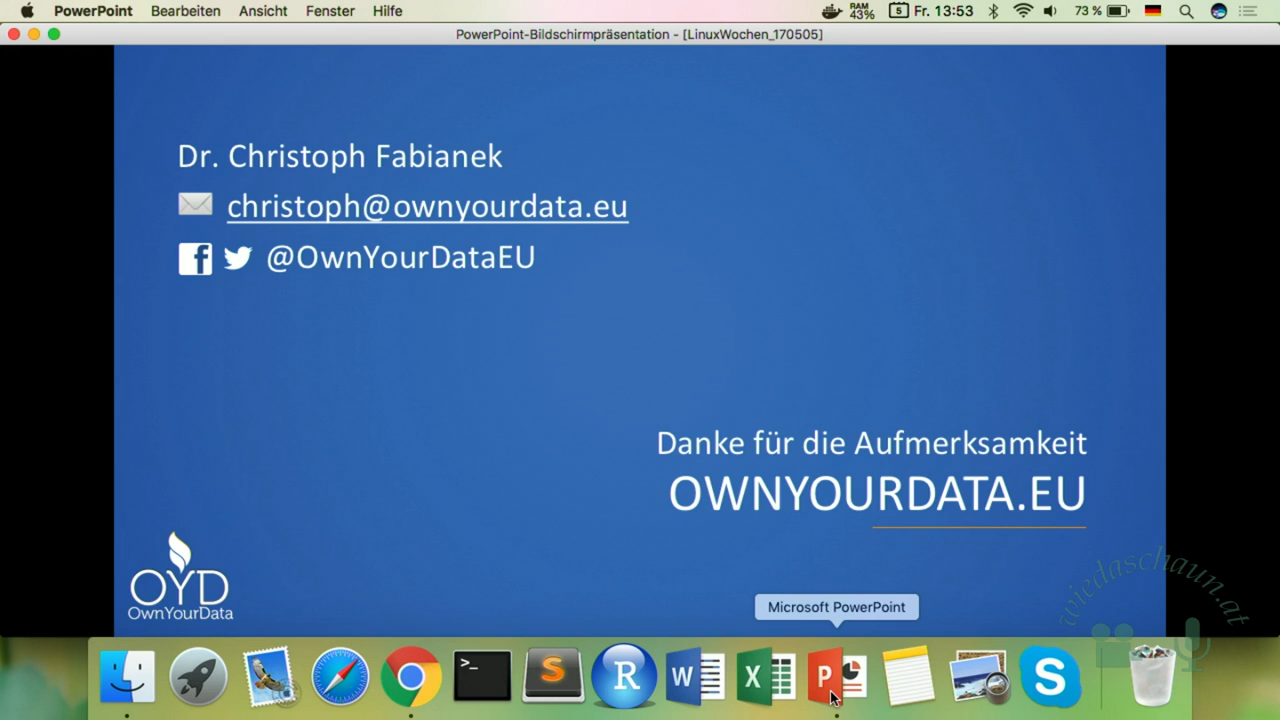 PowerPoint Bearbeiten Ansicht Fenster Hilfe RAM 43% 5 Fr. 13:53 73 %
PowerPoint-Bildschirmpräsentation - [LinuxWochen_170505]
Dr. Christoph Fabianek
christoph@ownyourdata.eu
f @OwnYourDataEU
Danke für die Aufmerksamkeit
OWNYOURDATA.EU
OYD
OwnYourData
wiedaschaun.at
Microsoft PowerPoint
>_ S R W X P S